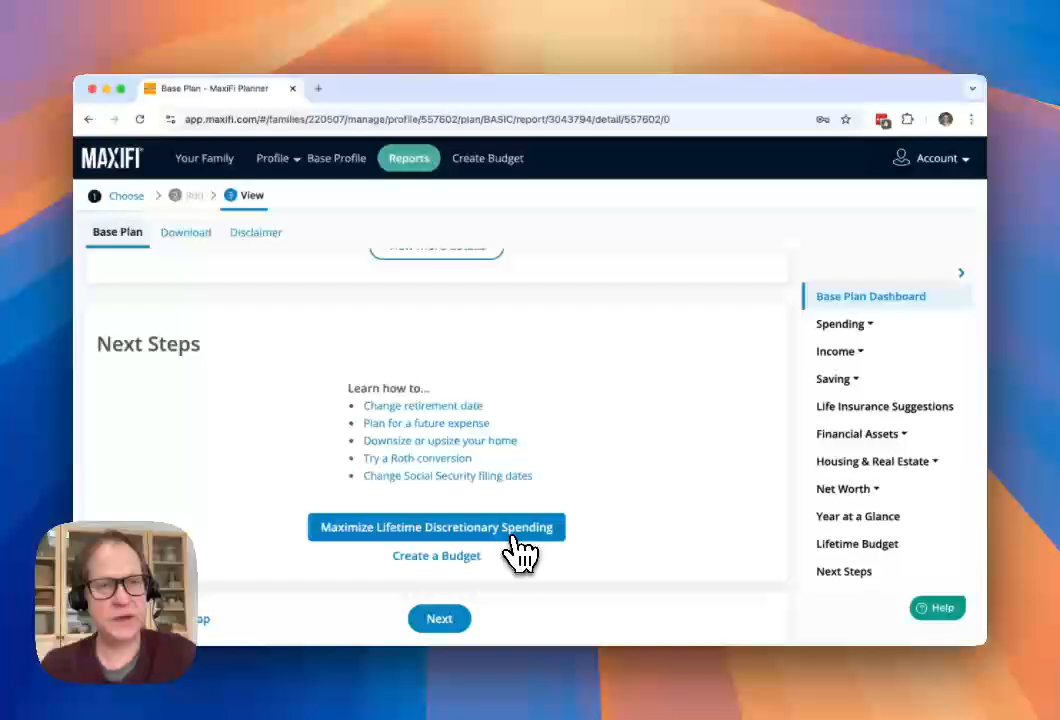 Base Plan - MaxiFi Planner
app.maxifi.com/#/families/220507/manage/profile/557602/plan/BASIC/report/3043794/detail/557602/0
MAXIFI
Your Family
Profile
Base Profile
Reports
Create Budget
Account
1 Choose
2 Run
3 View
Base Plan
Download
Disclaimer
Next Steps
Learn how to...
• Change retirement date
• Plan for a future expense
• Downsize or upsize your home
• Try a Roth conversion
• Change Social Security filing dates
Maximize Lifetime Discretionary Spending
Create a Budget
Next
Base Plan Dashboard
Spending
Income
Saving
Life Insurance Suggestions
Financial Assets
Housing & Real Estate
Net Worth
Year at a Glance
Lifetime Budget
Next Steps
Help